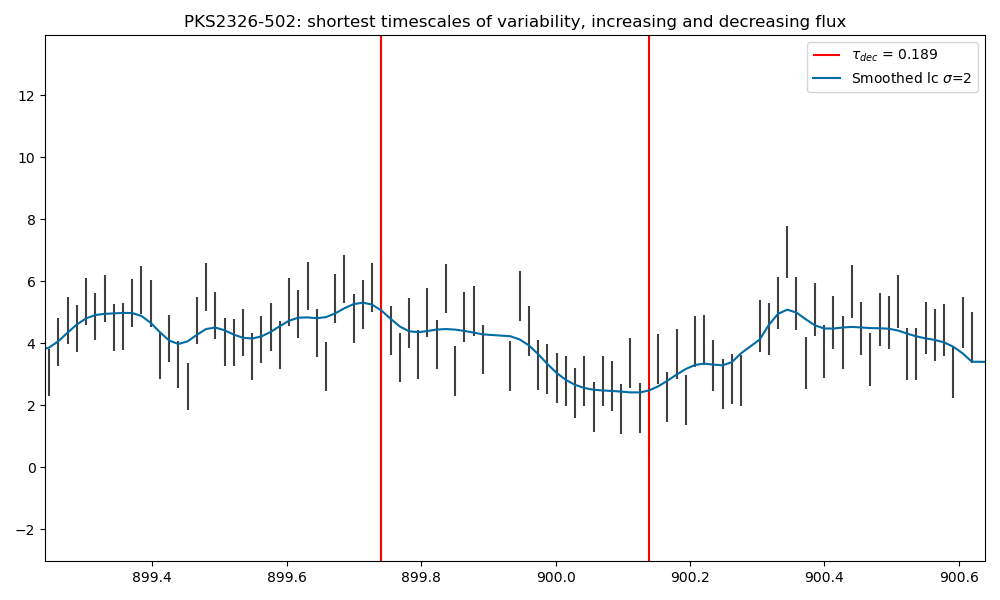 PKS2326-502: shortest timescales of variability, increasing and decreasing flux
τ_dec = 0.189
Smoothed lc σ=2
12
10
8
6
4
2
0
−2
899.4 899.6 899.8 900.0 900.2 900.4 900.6